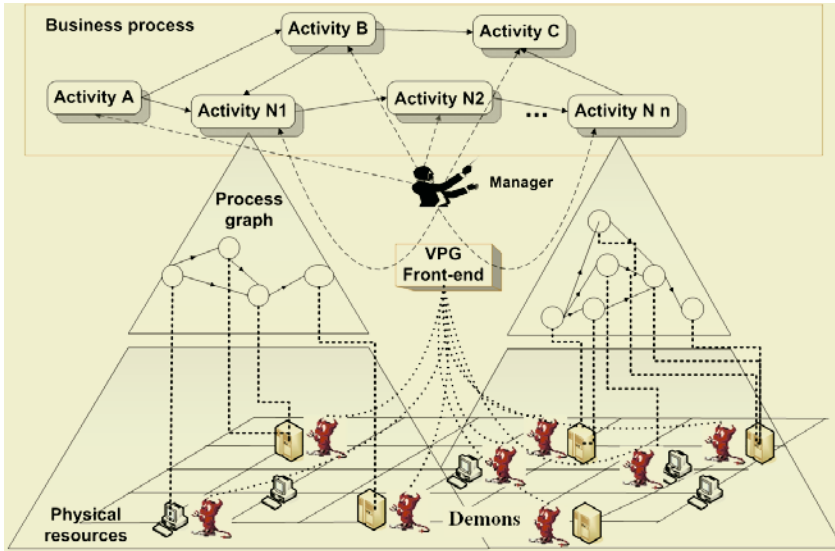 Business process
Activity B
Activity C
Activity A
Activity N1
Activity N2
...
Activity N n
Manager
Process
graph
VPG
Front-end
Physical
resources
Demons